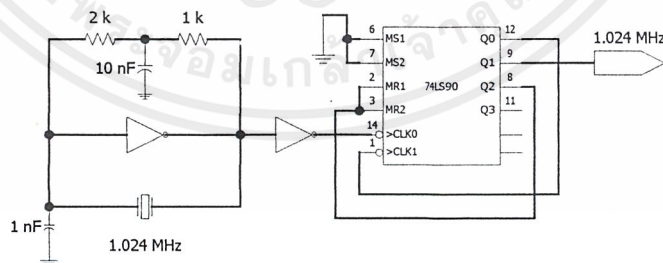 2 k
1 k
10 nF
1 nF
1.024 MHz
6 MS1
7 MS2
2 MR1
3 MR2
14 >CLK0
1 >CLK1
74LS90
Q0 12
Q1 9
Q2 8
Q3 11
1.024 MHz